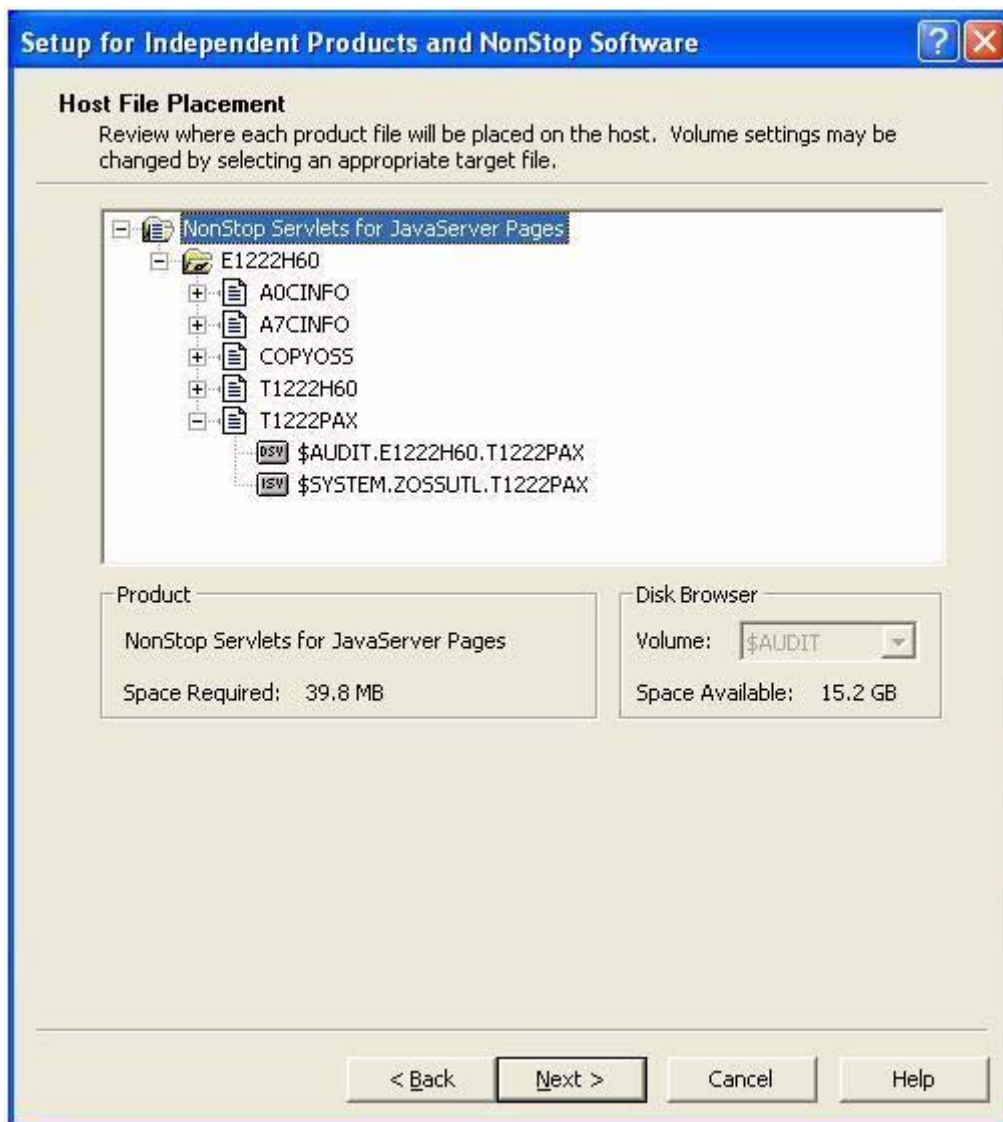 Setup for Independent Products and NonStop Software
Host File Placement
Review where each product file will be placed on the host. Volume settings may be
changed by selecting an appropriate target file.
NonStop Servlets for JavaServer Pages
E1222H60
A0CINFO
A7CINFO
COPYOSS
T1222H60
T1222PAX
DSV $AUDIT.E1222H60.T1222PAX
ISV $SYSTEM.ZOSSUTL.T1222PAX
Product
NonStop Servlets for JavaServer Pages
Space Required: 39.8 MB
Disk Browser
Volume: $AUDIT
Space Available: 15.2 GB
< Back Next > Cancel Help